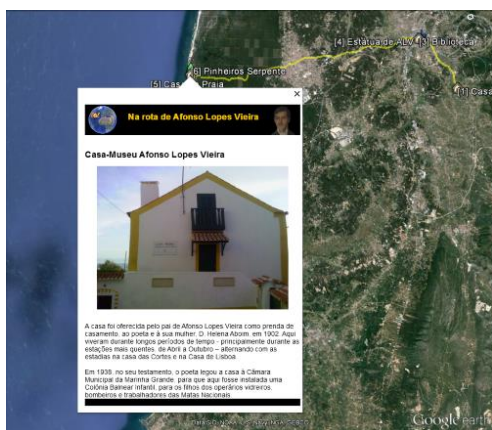 [4] Estátua de ALV [3] Biblioteca
[6] Pinheiros Serpente
[5] Cas Praia
[1] Casa
Na rota de Afonso Lopes Vieira
Casa-Museu Afonso Lopes Vieira
A casa foi oferecida pelo pai de Afonso Lopes Vieira como prenda de
casamento, ao poeta e à sua mulher, D. Helena Aboim, em 1902. Aqui
viveram durante longos períodos de tempo - principalmente durante as
estações mais quentes, de Abril a Outubro – alternando com as
estadias na casa das Cortes e na Casa de Lisboa.
Em 1938, no seu testamento, o poeta legou a casa à Câmara
Municipal da Marinha Grande, para que aqui fosse instalada uma
Colónia Balnear Infantil, para os filhos dos operários vidreiros,
bombeiros e trabalhadores das Matas Nacionais
Google earth